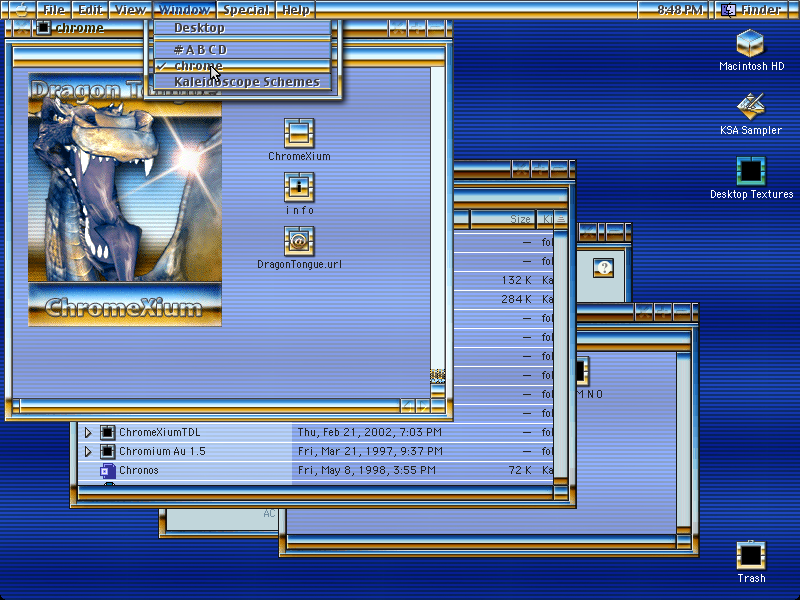 File Edit View Window Special Help 8:48 PM Finder
chrome
Desktop
# A B C D
✓ chrome
Kaleidoscope Schemes
Dragon Tongue
ChromeXium
ChromeXium
info
DragonTongue.url
Macintosh HD
KSA Sampler
Desktop Textures
Size Ki
— fol
— fol
132 K Ka
284 K Ka
— fol
— fol
— fol
— fol
— fol
— fol
ChromeXiumTDL Thu, Feb 21, 2002, 7:03 PM — fol
Chromium Au 1.5 Fri, Mar 21, 1997, 9:37 PM — fol
Chronos Fri, May 8, 1998, 3:55 PM 72 K Ka
M N O
AC
Trash